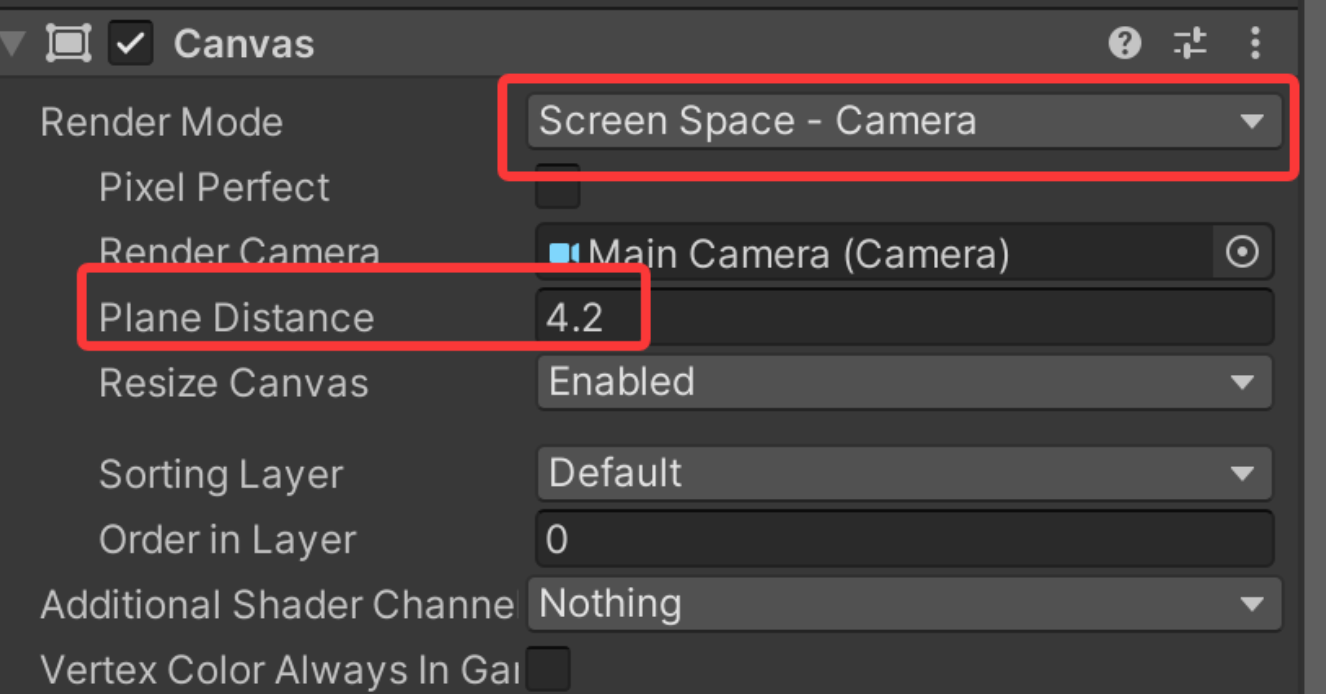 Canvas
Render Mode Screen Space - Camera
Pixel Perfect
Render Camera Main Camera (Camera)
Plane Distance 4.2
Resize Canvas Enabled
Sorting Layer Default
Order in Layer 0
Additional Shader Channe Nothing
Vertex Color Always In Gar